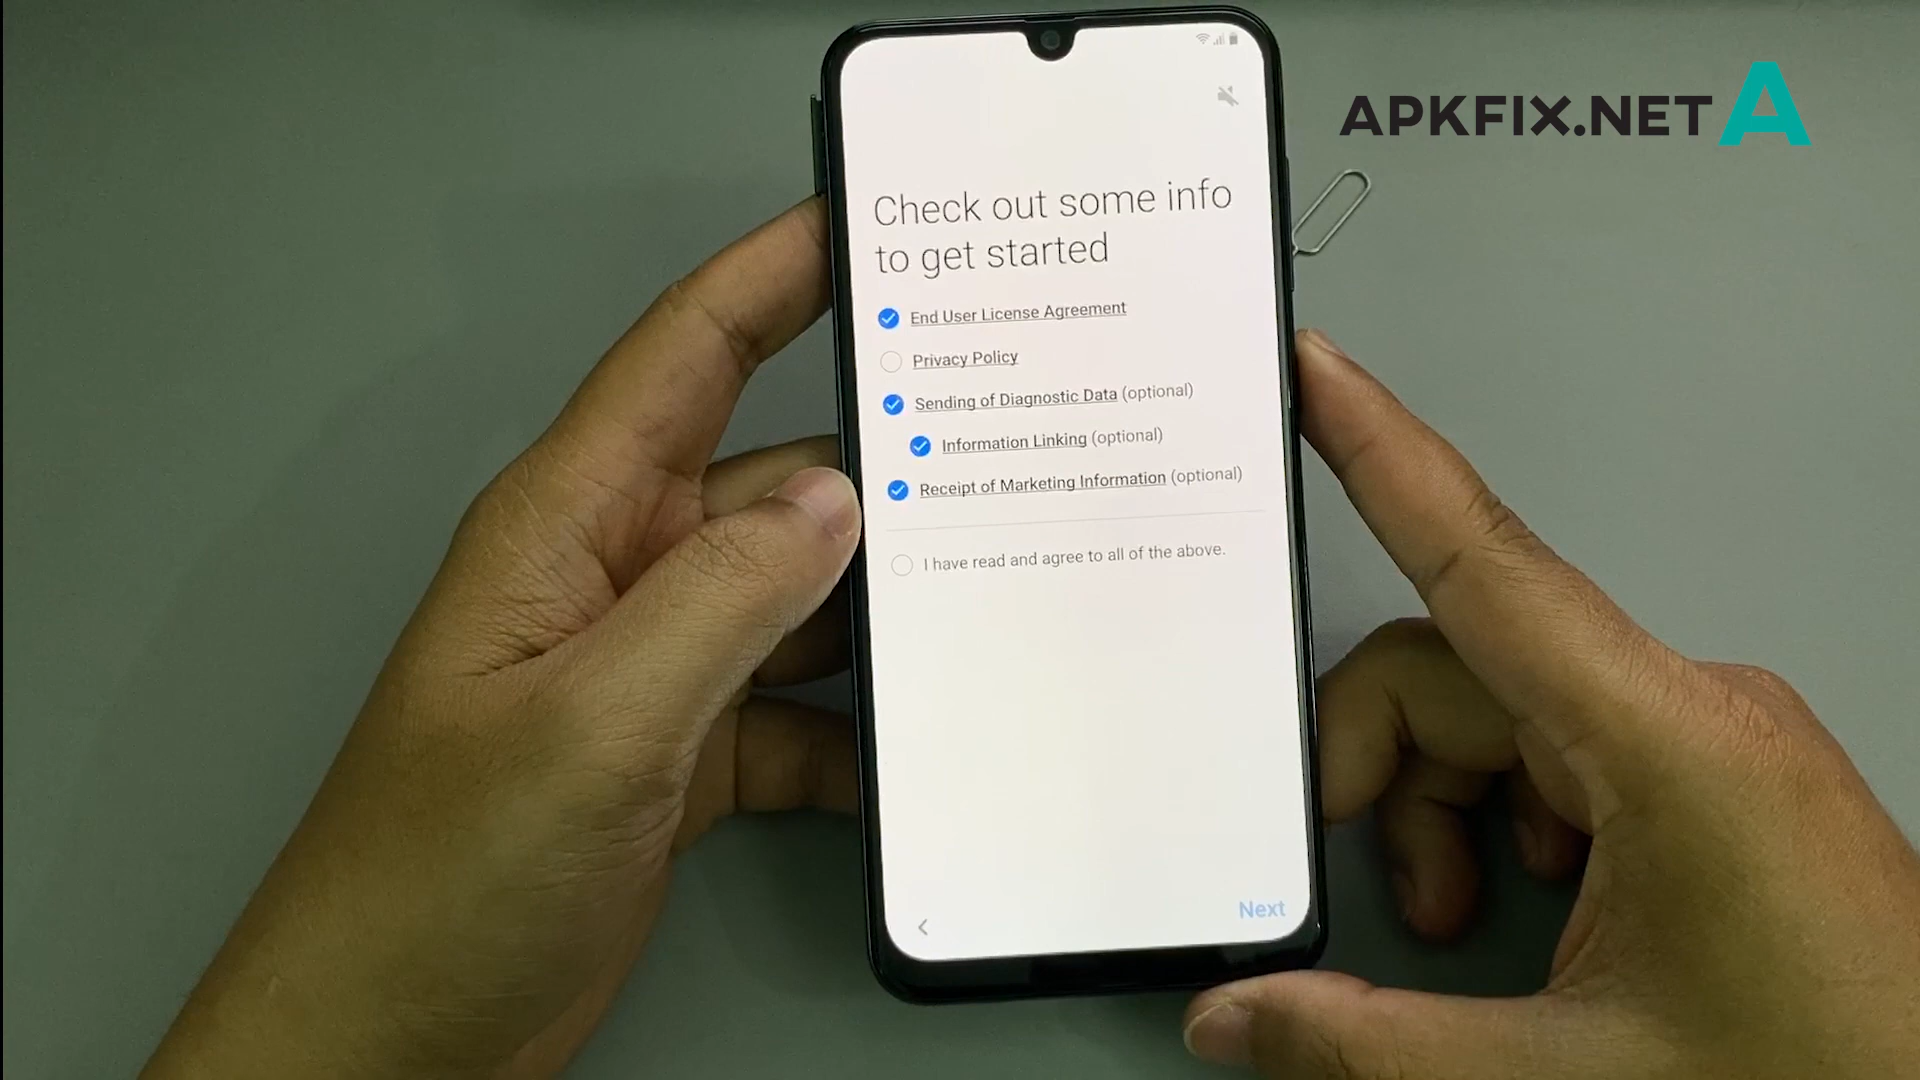 APKFIX.NET A
Check out some info
to get started
End User License Agreement
Privacy Policy
Sending of Diagnostic Data (optional)
Information Linking (optional)
Receipt of Marketing Information (optional)
I have read and agree to all of the above.
Next